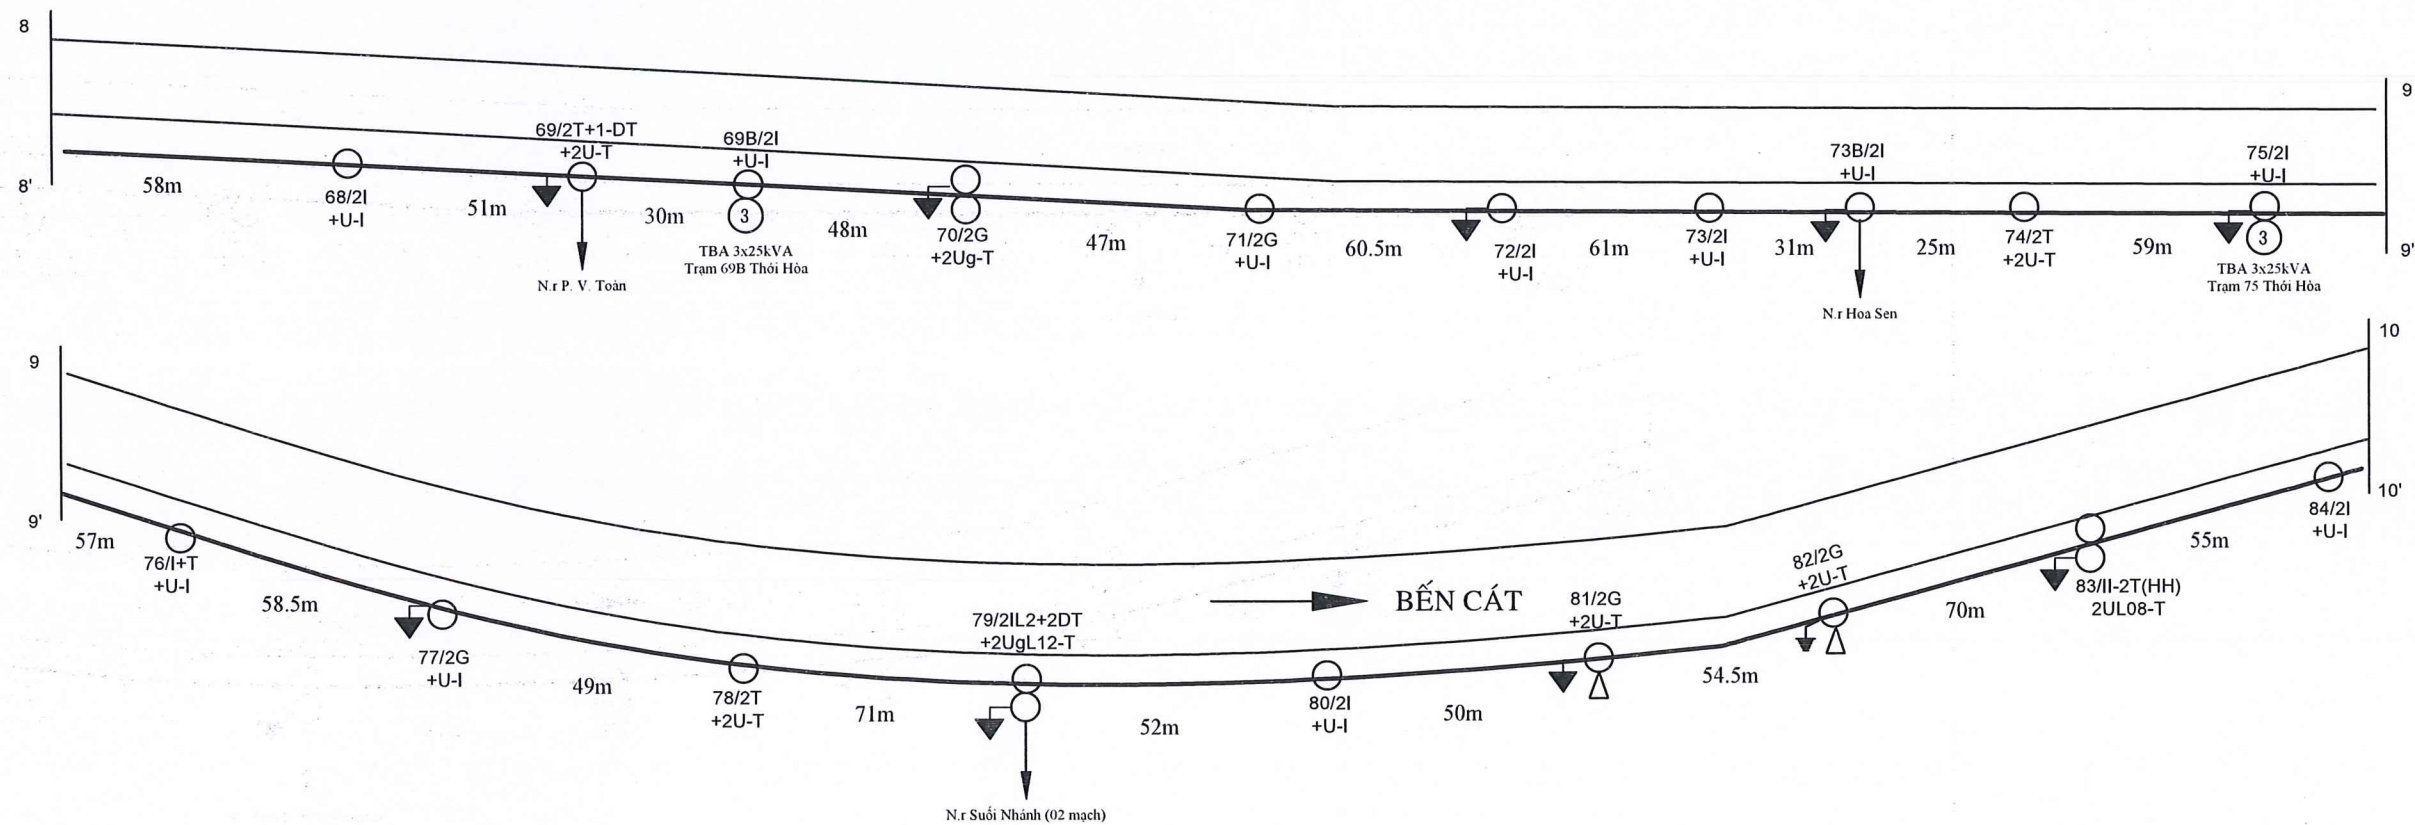 8
9
69/2T+1-DT
+2U-T
69B/2I
+U-I
73B/2I
+U-I
75/2I
+U-I
8'
58m
68/2I
+U-I
51m
30m
3
TBA 3x25kVA
Trạm 69B Thới Hòa
48m
70/2G
+2Ug-T
47m
71/2G
+U-I
60.5m
72/2I
+U-I
61m
73/2I
+U-I
31m
25m
74/2T
+2U-T
59m
3
TBA 3x25kVA
Trạm 75 Thới Hòa
9'
N.r P. V. Toàn
N.r Hoa Sen
9
10
9'
57m
76/I+T
+U-I
58.5m
77/2G
+U-I
49m
78/2T
+2U-T
71m
79/2IL2+2DT
+2UgL12-T
BẾN CÁT
52m
80/2I
+U-I
50m
81/2G
+2U-T
54.5m
82/2G
+2U-T
70m
83/II-2T(HH)
2UL08-T
55m
84/2I
+U-I
10'
N.r Suối Nhánh (02 mạch)